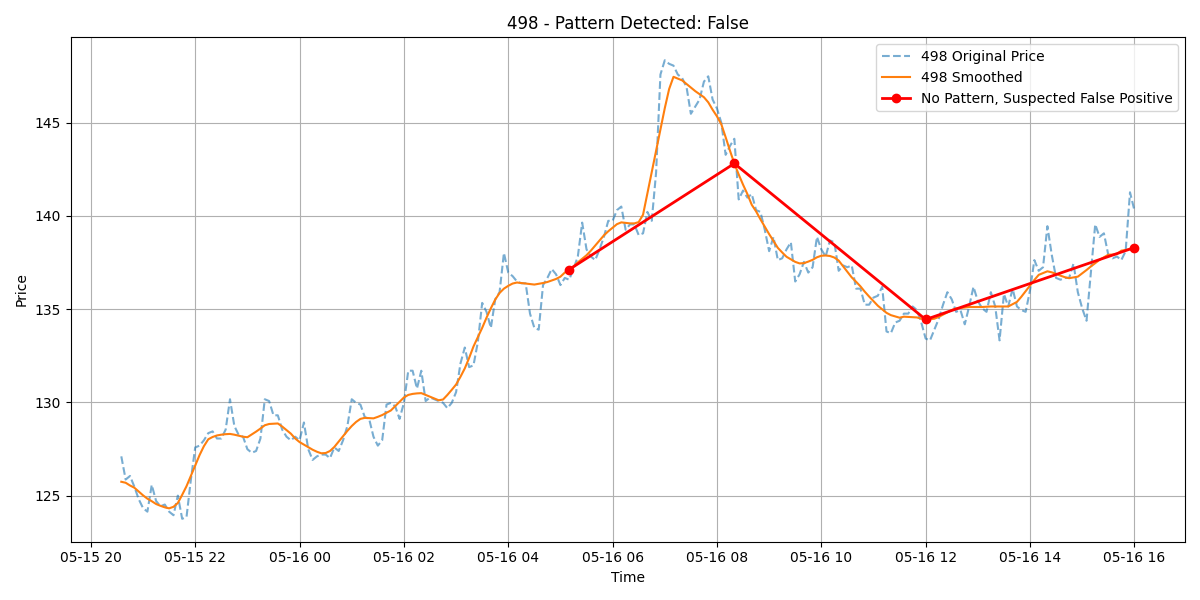 498 - Pattern Detected: False
498 Original Price
498 Smoothed
No Pattern, Suspected False Positive
Price
145
140
135
130
125
05-15 20 05-15 22 05-16 00 05-16 02 05-16 04 05-16 06 05-16 08 05-16 10 05-16 12 05-16 14 05-16 16
Time